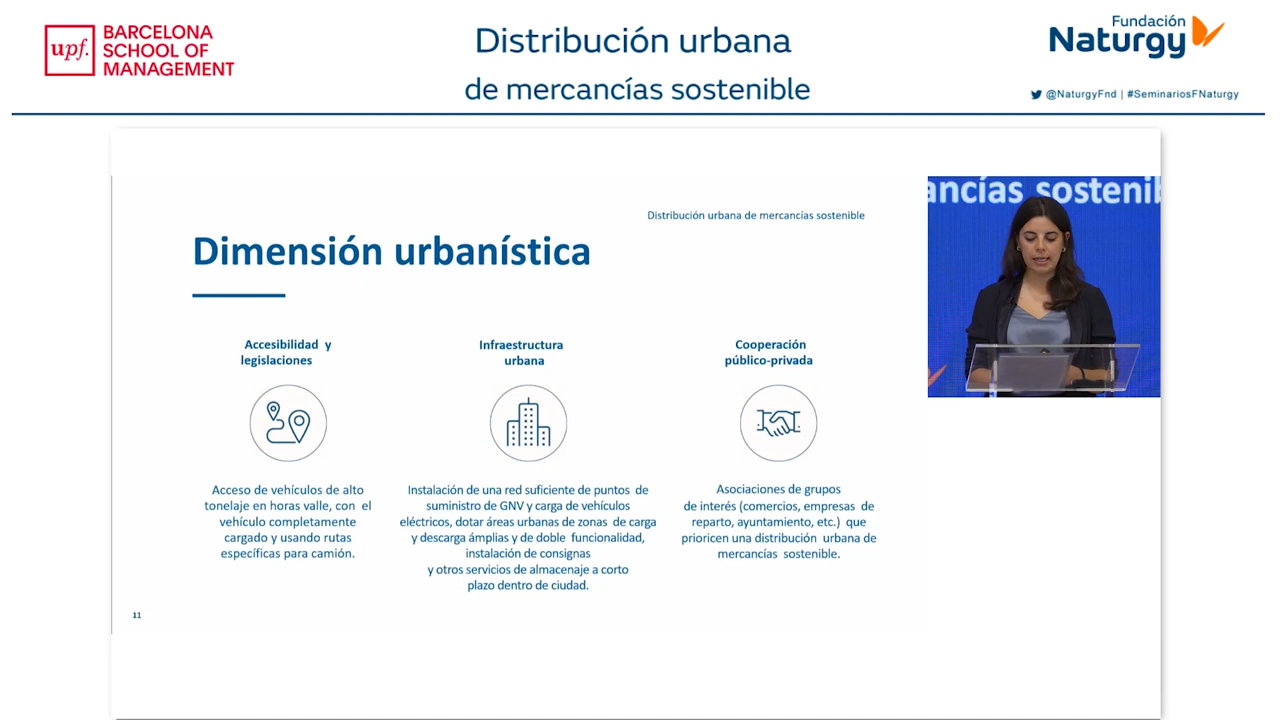 upf.
BARCELONA
SCHOOL OF
MANAGEMENT
Distribución urbana
de mercancías sostenible
Fundación
Naturgy
@NaturgyFnd | #SeminariosFNaturgy
Distribución urbana de mercancías sostenible
Dimensión urbanística
Accesibilidad y
legislaciones
Acceso de vehículos de alto
tonelaje en horas valle, con el
vehículo completamente
cargado y usando rutas
específicas para camión.
Infraestructura
urbana
Instalación de una red suficiente de puntos de
suministro de GNV y carga de vehículos
eléctricos, dotar áreas urbanas de zonas de carga
y descarga ámplias y de doble funcionalidad,
instalación de consignas
y otros servicios de almacenaje a corto
plazo dentro de ciudad.
Cooperación
público-privada
Asociaciones de grupos
de interés (comercios, empresas de
reparto, ayuntamiento, etc.) que
prioricen una distribución urbana de
mercancías sostenible.
11
ancías sostenib